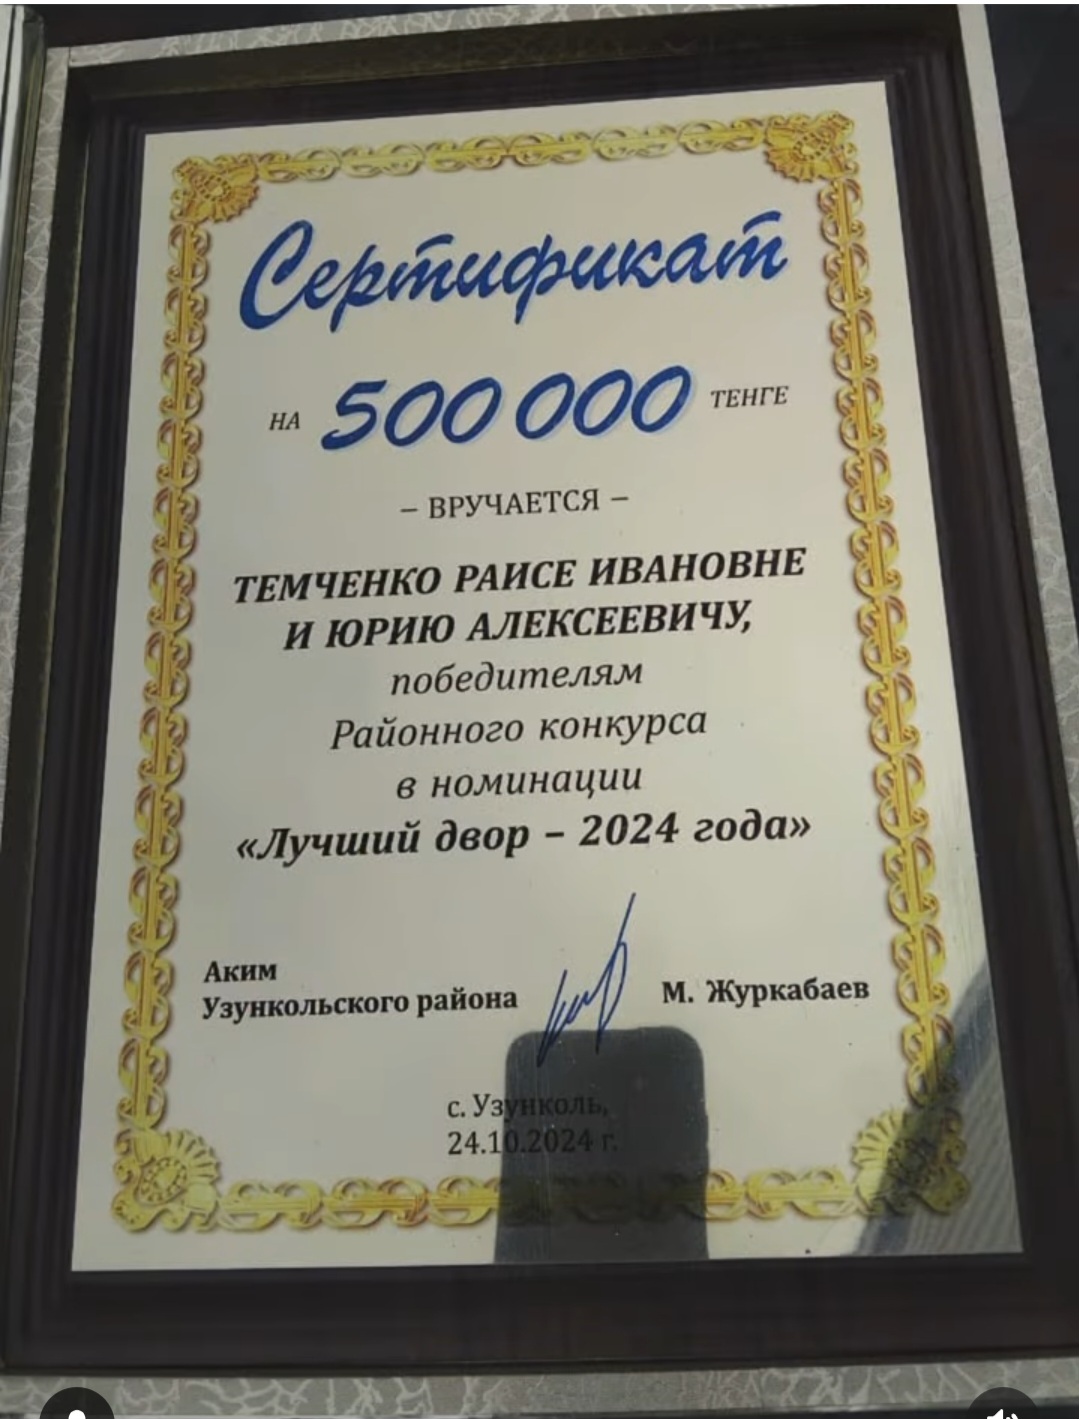 Сертификат
НА 500 000 ТЕНГЕ
– ВРУЧАЕТСЯ –
ТЕМЧЕНКО РАИСЕ ИВАНОВНЕ
И ЮРИЮ АЛЕКСЕЕВИЧУ,
победителям
Районного конкурса
в номинации
«Лучший двор – 2024 года»
Аким
Узункольского района М. Журкабаев
с. Узунколь,
24.10.2024 г.